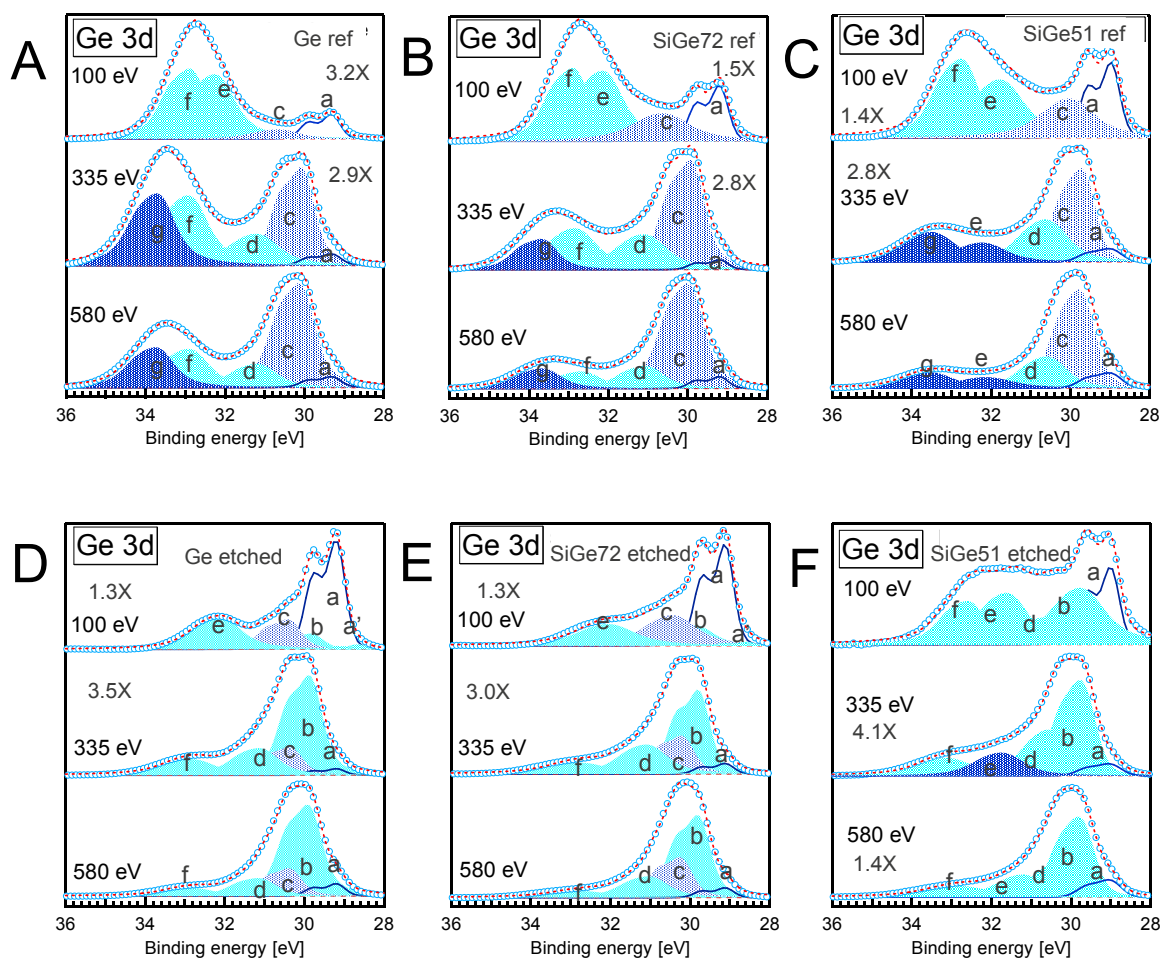 A
Ge 3d
Ge ref
100 eV
3.2X
f
e
c
a
335 eV
2.9X
g
f
d
c
a
580 eV
g
f
d
c
a
36 34 32 30 28
Binding energy [eV]
B
Ge 3d
SiGe72 ref
100 eV
1.5X
f
e
c
a
335 eV
2.8X
g
f
d
c
a
580 eV
g
f
d
c
a
36 34 32 30 28
Binding energy [eV]
C
Ge 3d
SiGe51 ref
100 eV
1.4X
f
e
c
a
2.8X
335 eV
g
e
d
c
a
580 eV
g
e
d
c
a
36 34 32 30 28
Binding energy [eV]
D
Ge 3d
Ge etched
1.3X
100 eV
e
c
b
a
a'
3.5X
335 eV
f
d
c
b
a
580 eV
f
d
c
b
a
36 34 32 30 28
Binding energy [eV]
E
Ge 3d
SiGe72 etched
1.3X
100 eV
e
c
b
a
a'
3.0X
335 eV
f
d
c
b
a
580 eV
f
d
c
b
a
36 34 32 30 28
Binding energy [eV]
F
Ge 3d
SiGe51 etched
100 eV
f
e
d
b
a
335 eV
4.1X
f
e
d
b
a
580 eV
1.4X
f
e
d
b
a
36 34 32 30 28
Binding energy [eV]